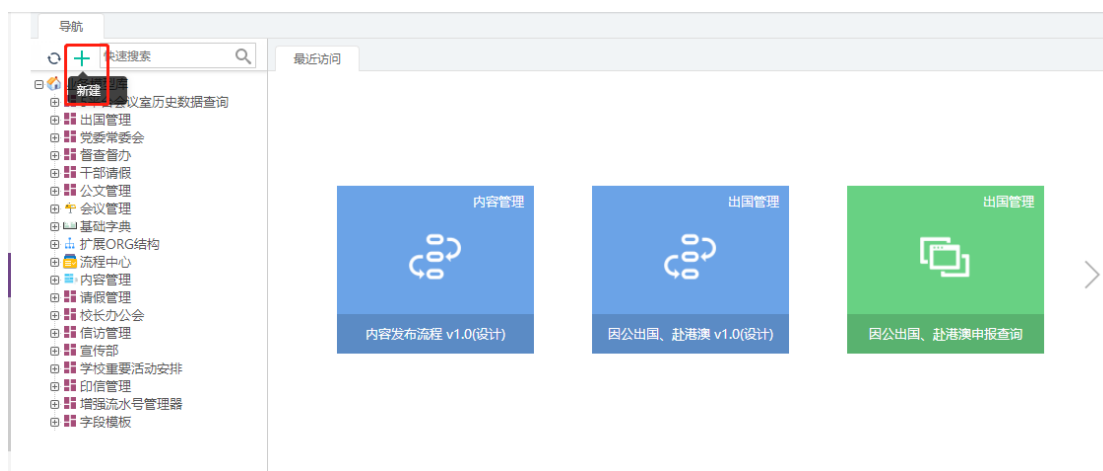 导航
快速搜索
最近访问
新建
会议室历史数据查询
出国管理
党委常委会
督查督办
干部请假
公文管理
会议管理
基础字典
扩展ORG结构
流程中心
内容管理
请假管理
校长办公会
信访管理
宣传部
学校重要活动安排
印信管理
增强流水号管理器
字段模板
内容管理
内容发布流程 v1.0(设计)
出国管理
因公出国、赴港澳 v1.0(设计)
出国管理
因公出国、赴港澳申报查询